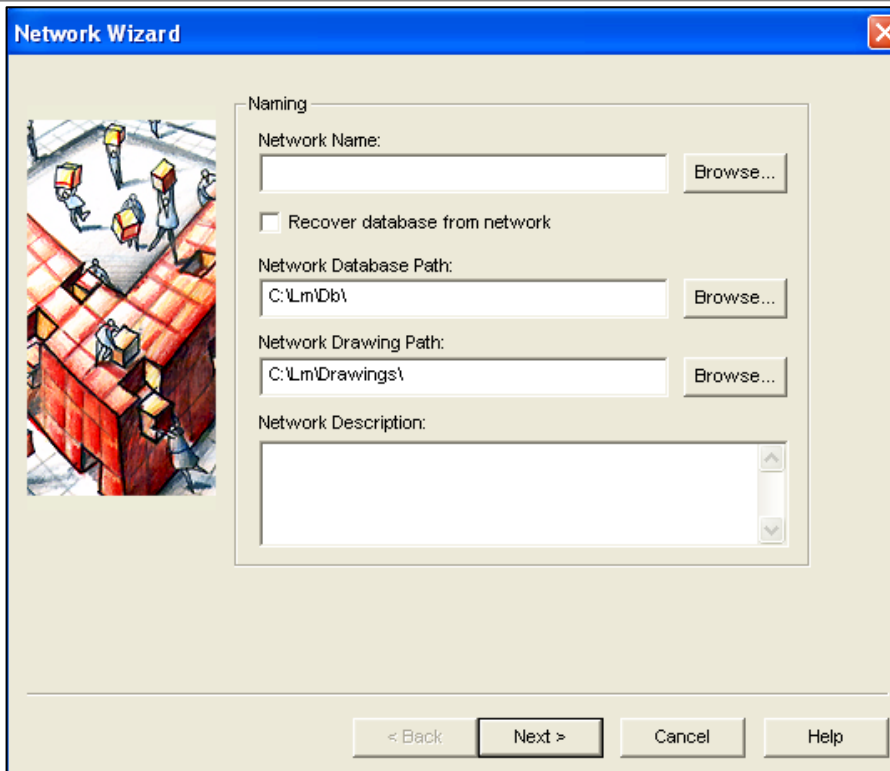 Network Wizard
Naming
Network Name:
Browse...
Recover database from network
Network Database Path:
C:\Lm\Db\
Browse...
Network Drawing Path:
C:\Lm\Drawings\
Browse...
Network Description:
< Back
Next >
Cancel
Help